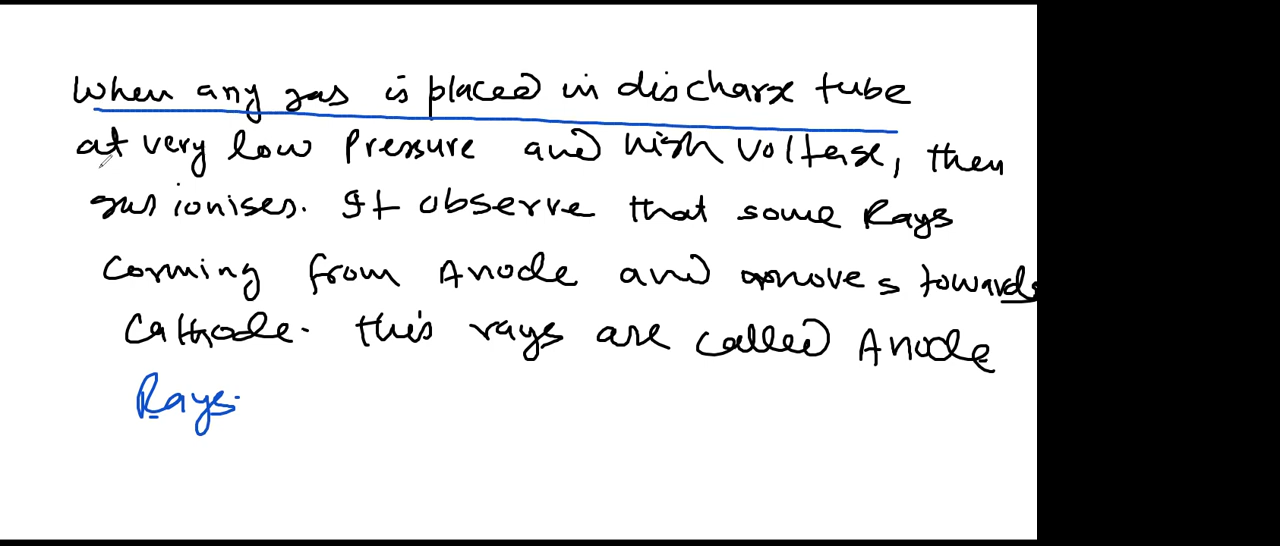 When any gas is placed in discharge tube
at very low Pressure and high voltage, then
gas ionises. It observe that some Rays
Comming from Anode and moves towards
Cathode. this rays are called Anode
Rays.